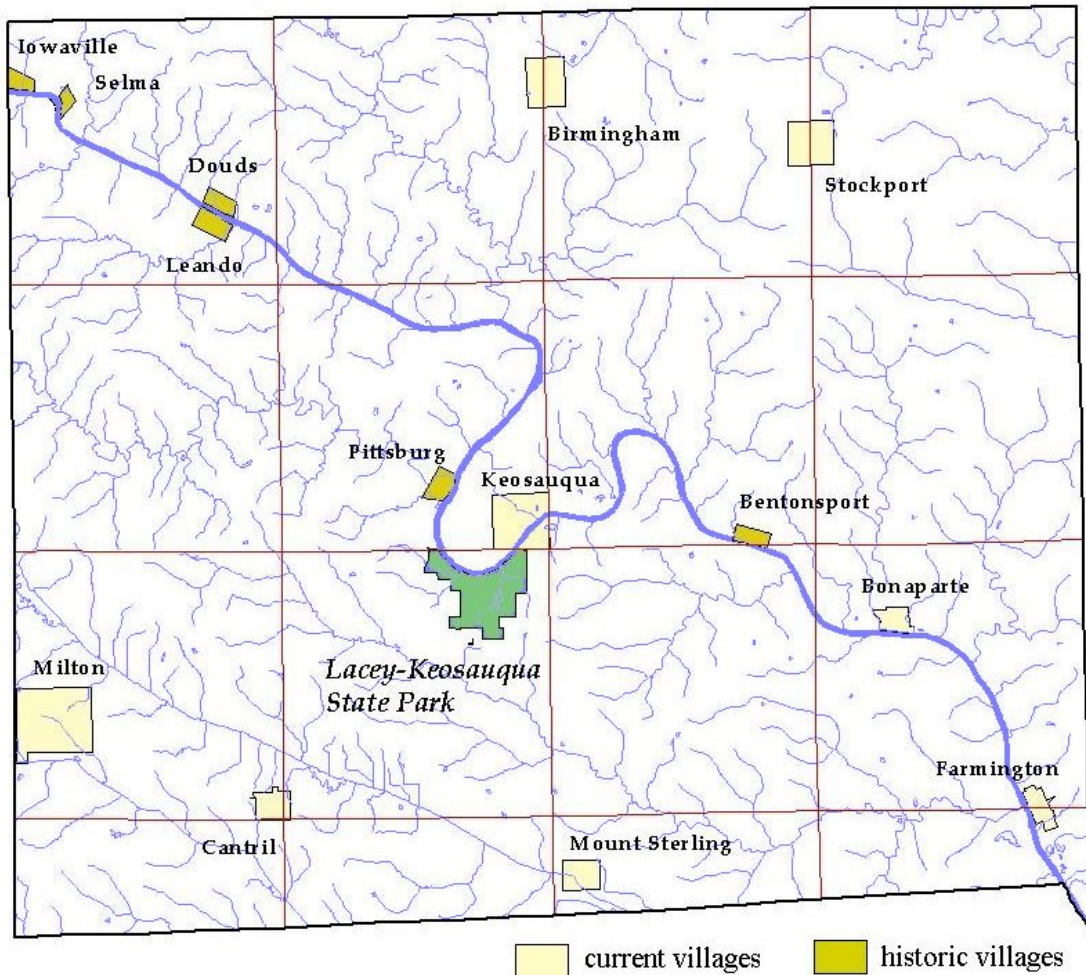 Iowaville
Selma
Birmingham
Douds
Stockport
Leando
Pittsburg
Keosauqua
Bentonsport
Bonaparte
Lacey-Keosauqua
State Park
Milton
Farmington
Cantril
Mount Sterling
current villages
historic villages